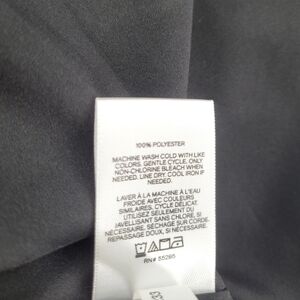 100% POLYESTER
MACHINE WASH COLD WITH LIKE
COLORS. GENTLE CYCLE. ONLY
NON-CHLORINE BLEACH WHEN
NEEDED. LINE DRY. COOL IRON IF
NEEDED.
LAVER À LA MACHINE À L'EAU
FROIDE AVEC COULEURS
SIMILAIRES. CYCLE DÉLICAT.
UTILISEZ SEULEMENT DU
JAVELLISANT SANS CHLORE, SI
NÉCESSAIRE. SÉCHAGE SUR CORDE.
REPASSAGE DOUX, SI NÉCESSAIRE.
RN# 55285